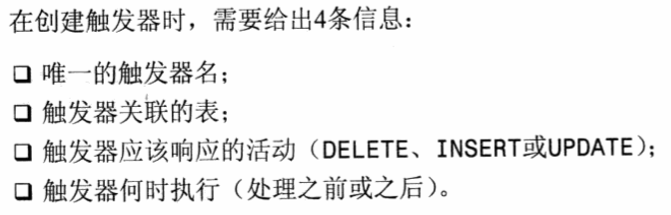 在创建触发器时，需要给出4条信息：
❏ 唯一的触发器名；
❏ 触发器关联的表；
❏ 触发器应该响应的活动（DELETE、INSERT或UPDATE）；
❏ 触发器何时执行（处理之前或之后）。